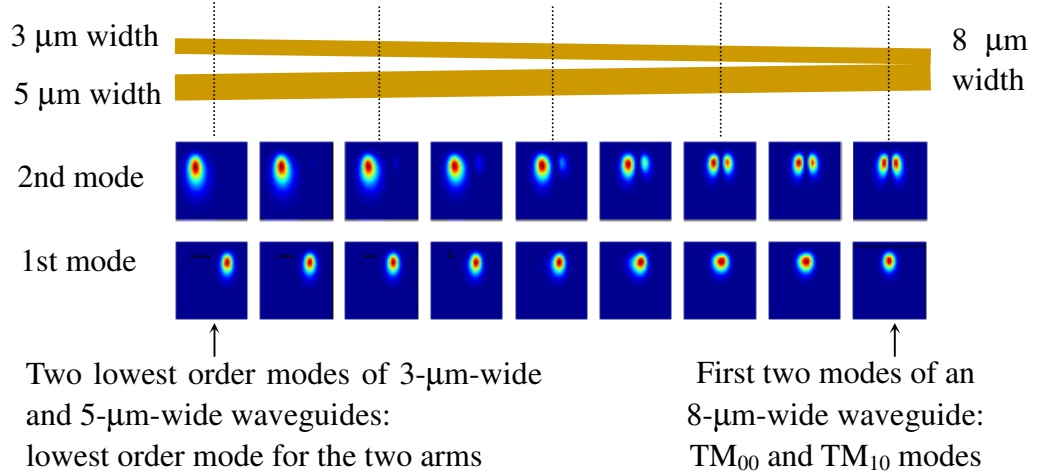 3 μm width
5 μm width
8 μm
width
2nd mode
1st mode
Two lowest order modes of 3-μm-wide
and 5-μm-wide waveguides:
lowest order mode for the two arms
First two modes of an
8-μm-wide waveguide:
TM₀₀ and TM₁₀ modes